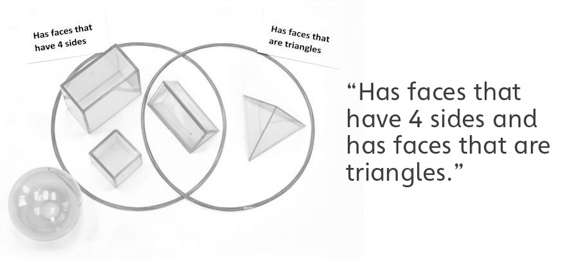 Has faces that
have 4 sides
Has faces that
are triangles
“Has faces that
have 4 sides and
has faces that are
triangles.”